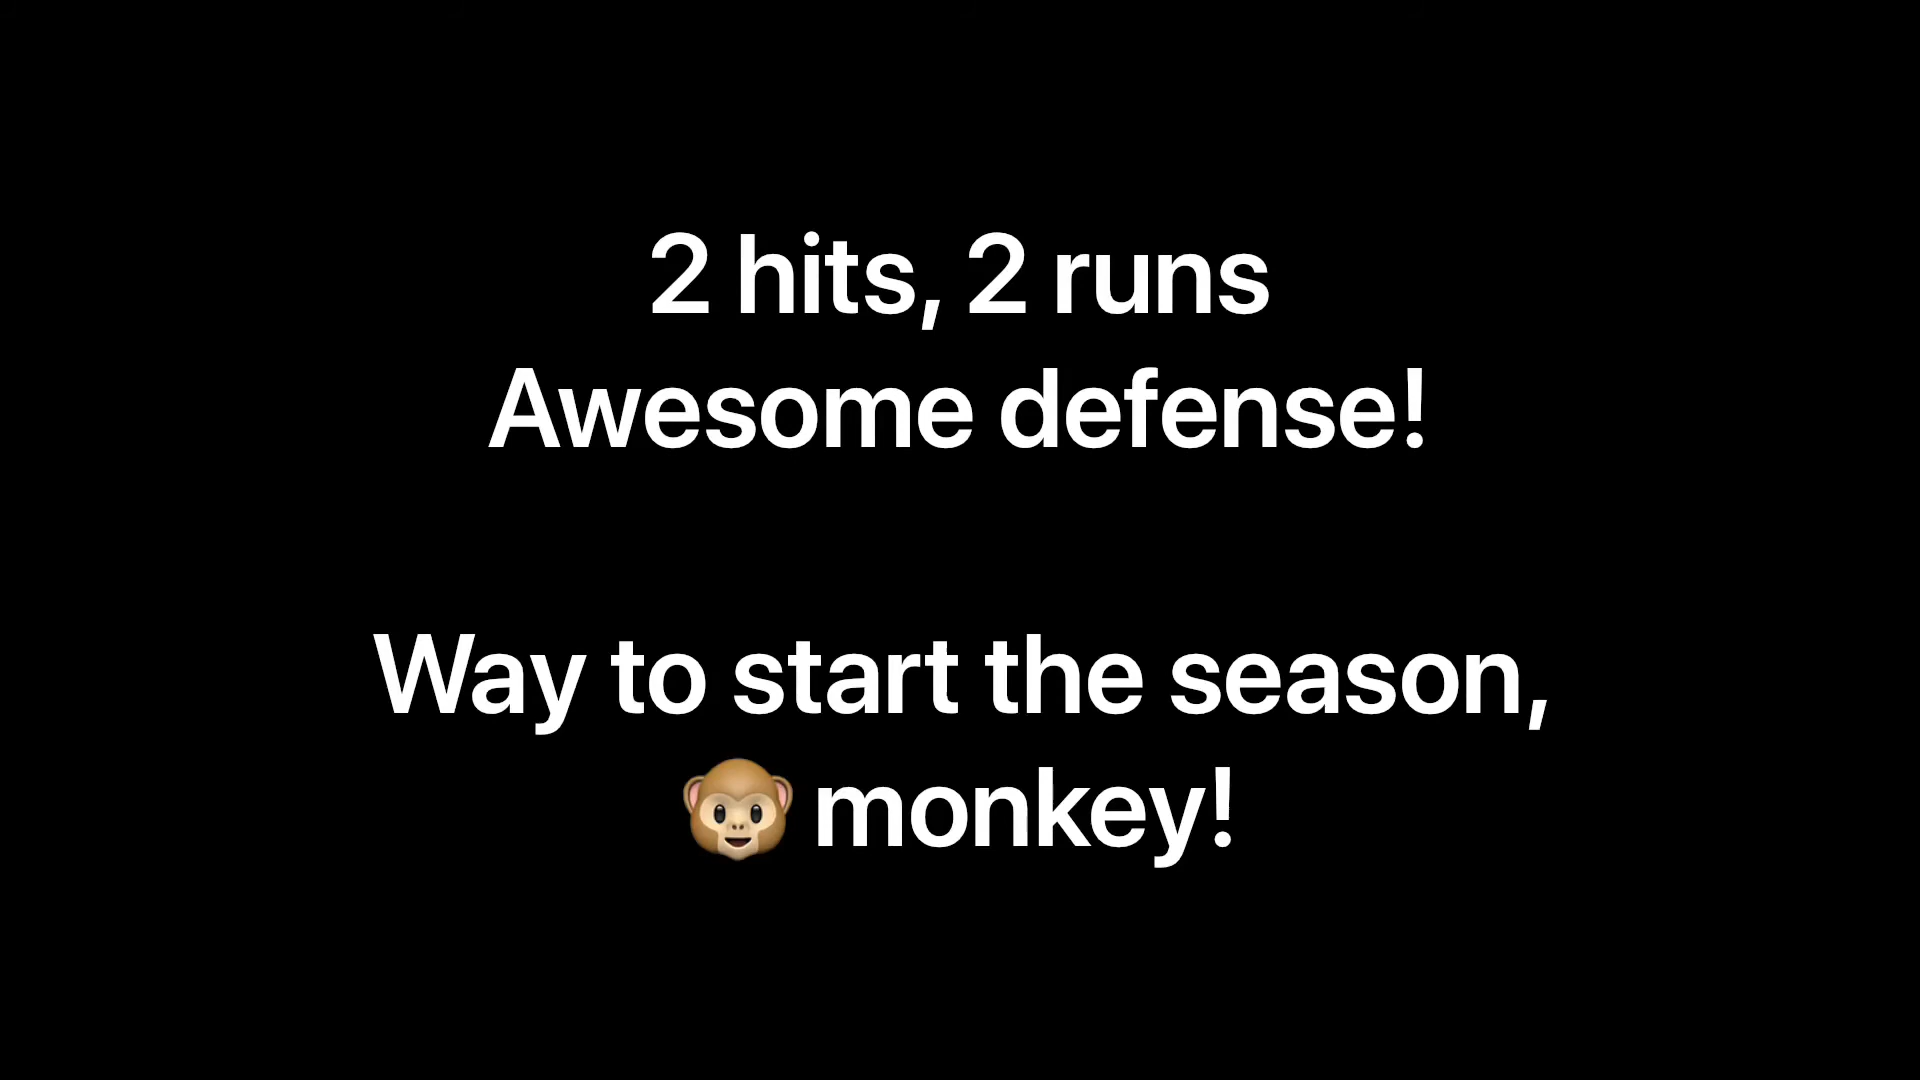 2 hits, 2 runs
Awesome defense!
Way to start the season,
🐵 monkey!